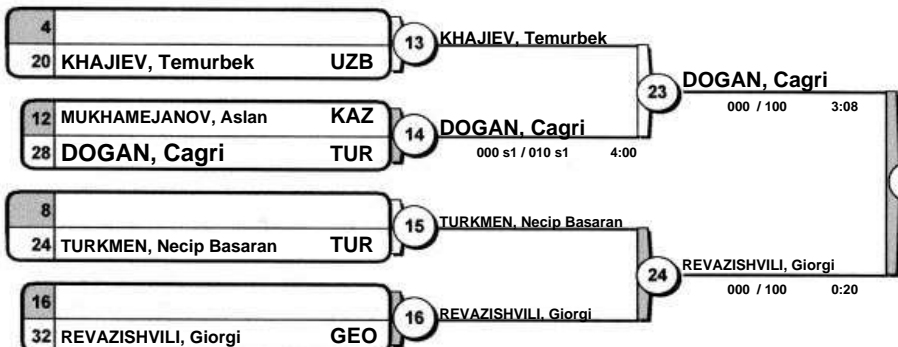 4
20 KHAJIEV, Temurbek UZB
13 KHAJIEV, Temurbek
12 MUKHAMEJANOV, Aslan KAZ
28 DOGAN, Cagri TUR
14 DOGAN, Cagri
000 s1 / 010 s1 4:00
23 DOGAN, Cagri
000 / 100 3:08
8
24 TURKMEN, Necip Basaran TUR
15 TURKMEN, Necip Basaran
16
32 REVAZISHVILI, Giorgi GEO
16 REVAZISHVILI, Giorgi
24 REVAZISHVILI, Giorgi
000 / 100 0:20